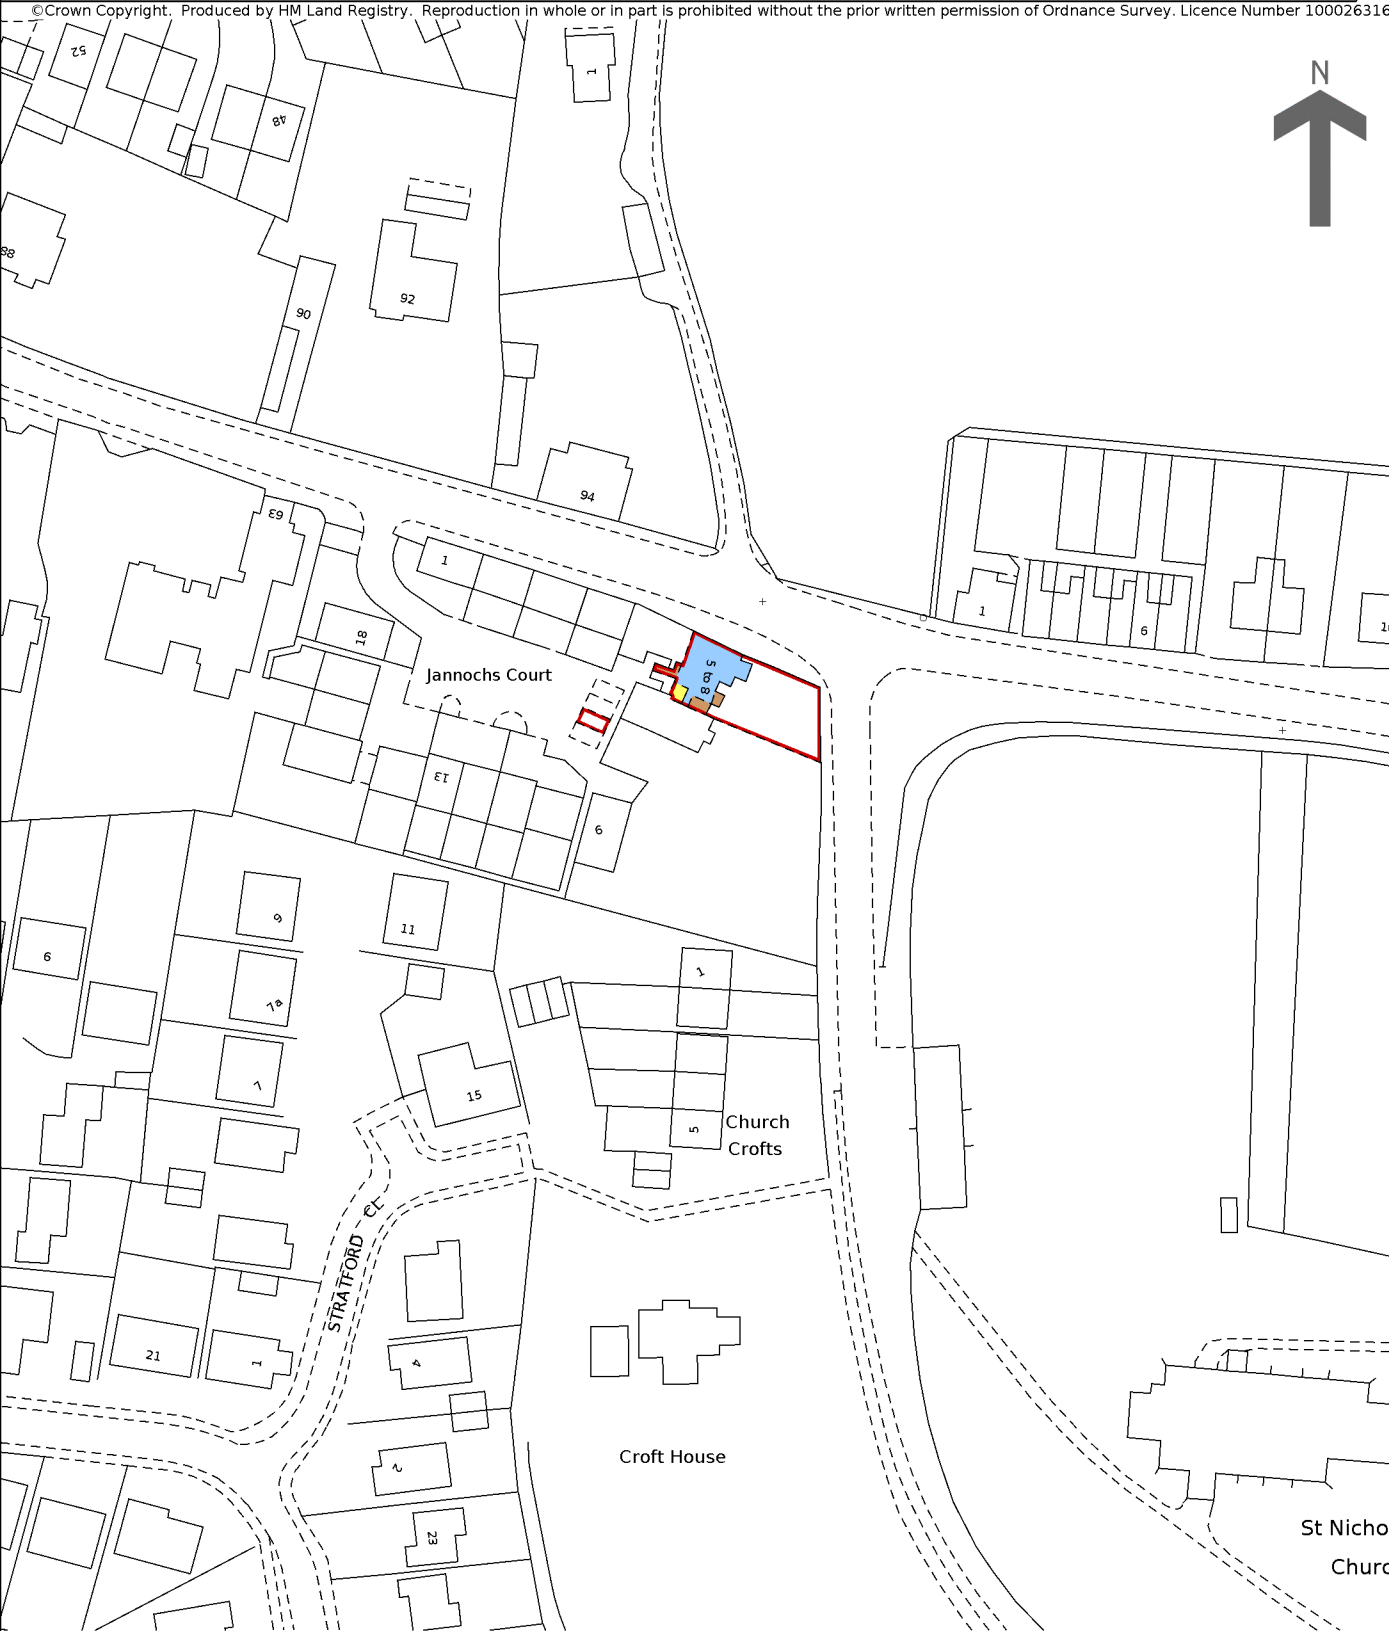 ©Crown Copyright. Produced by HM Land Registry. Reproduction in whole or in part is prohibited without the prior written permission of Ordnance Survey. Licence Number 100026316
N
52
1
48
88
90
92
94
63
1
18
5
to
8
1
6
Jannochs Court
13
6
9
11
6
7a
1
7
15
5
Church
Crofts
STRATFORD CL
21
1
4
2
Croft House
23
St Nicho
Churc